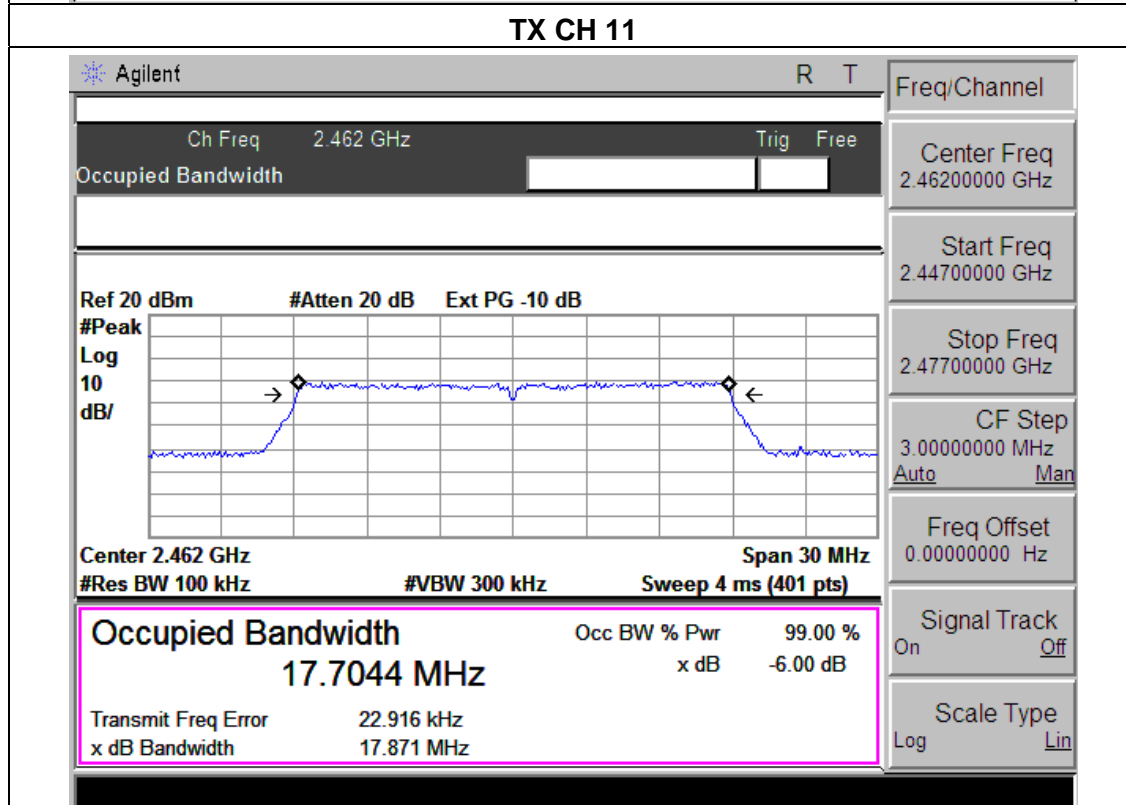 TX CH 11
Agilent R T
Ch Freq 2.462 GHz Trig Free
Occupied Bandwidth
Ref 20 dBm #Atten 20 dB Ext PG -10 dB
#Peak
Log
10
dB/
Center 2.462 GHz Span 30 MHz
#Res BW 100 kHz #VBW 300 kHz Sweep 4 ms (401 pts)
Occupied Bandwidth Occ BW % Pwr 99.00 %
17.7044 MHz x dB -6.00 dB
Transmit Freq Error 22.916 kHz
x dB Bandwidth 17.871 MHz
Freq/Channel
Center Freq
2.46200000 GHz
Start Freq
2.44700000 GHz
Stop Freq
2.47700000 GHz
CF Step
3.00000000 MHz
Auto Man
Freq Offset
0.00000000 Hz
Signal Track
On Off
Scale Type
Log Lin